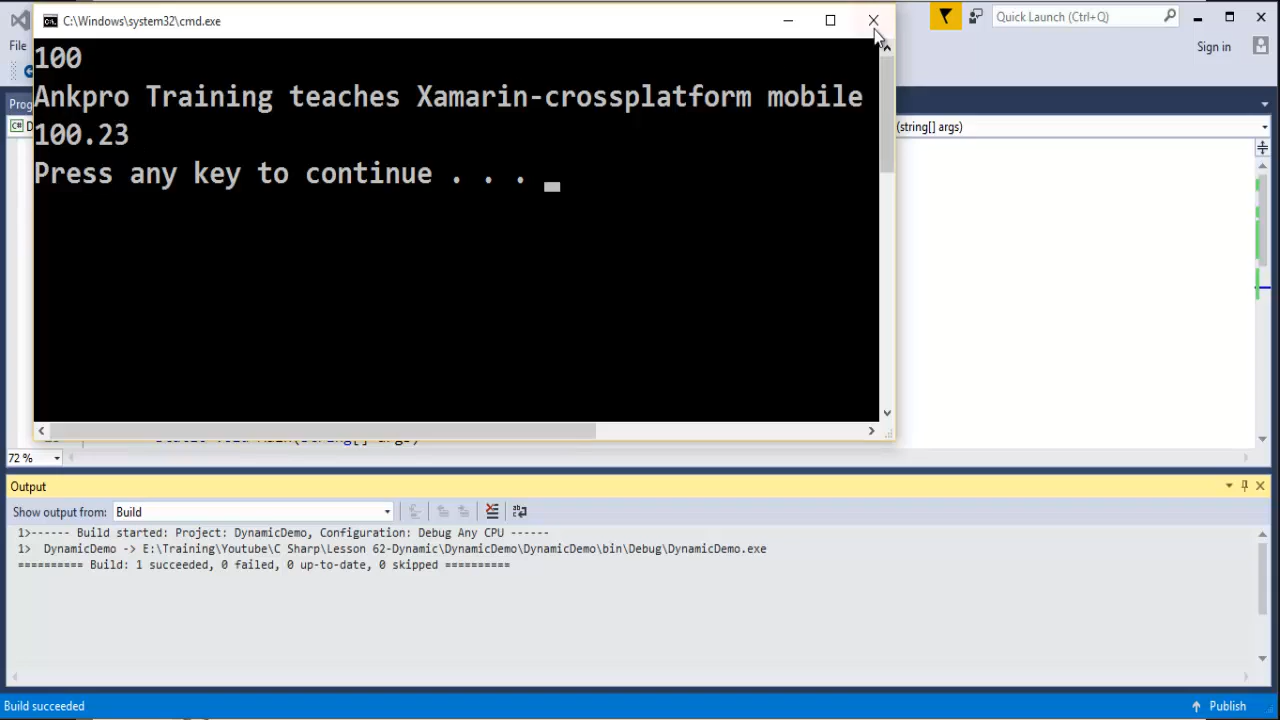 C:\Windows\system32\cmd.exe
Quick Launch (Ctrl+Q)
File
Sign in
100
Ankpro Training teaches Xamarin-crossplatform mobile
100.23
Press any key to continue . . .
Prog
C# D
(string[] args)
72 %
Output
Show output from: Build
1>------ Build started: Project: DynamicDemo, Configuration: Debug Any CPU ------
1>  DynamicDemo -> E:\Training\Youtube\C Sharp\Lesson 62-Dynamic\DynamicDemo\DynamicDemo\bin\Debug\DynamicDemo.exe
========== Build: 1 succeeded, 0 failed, 0 up-to-date, 0 skipped ==========
Build succeeded
Publish